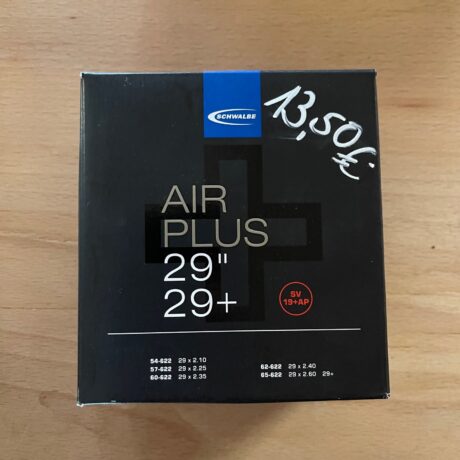 SCHWALBE
13,50
AIR
PLUS
29"
29+
SV
19+AP
54-622 29 x 2.10
57-622 29 x 2.25
60-622 29 x 2.35
62-622 29 x 2.40
65-622 29 x 2.60 29+